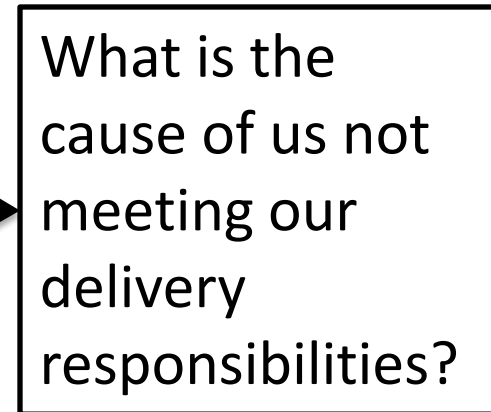 What is the
cause of us not
meeting our
delivery
responsibilities?